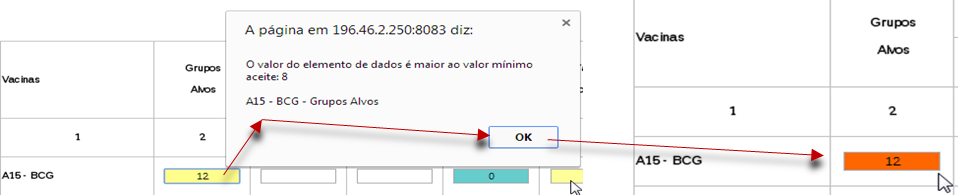 A página em 196.46.2.250:8083 diz:
O valor do elemento de dados é maior ao valor mínimo
aceite: 8
A15 - BCG - Grupos Alvos
OK
Vacinas
Grupos
Alvos
1
2
A15 - BCG
12
0
Vacinas
Grupos
Alvos
1
2
A15 - BCG
12